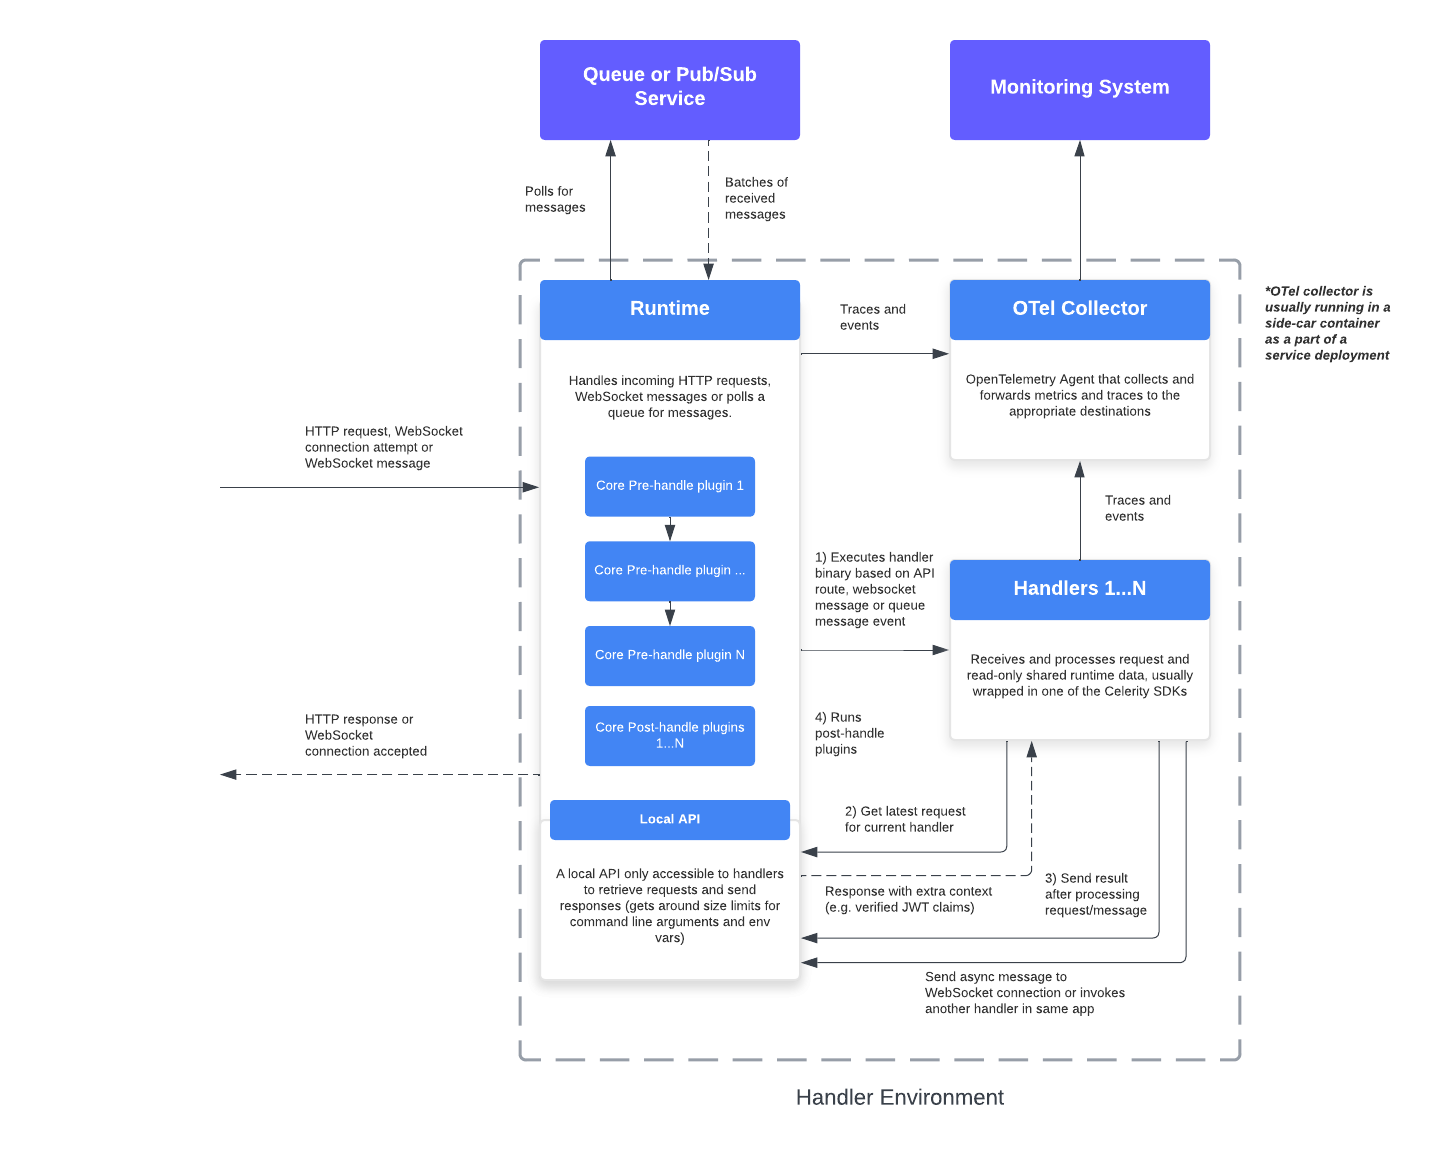 Queue or Pub/Sub
Service
Monitoring System
Polls for
messages
Batches of
received
messages
Runtime
Traces and
events
OTel Collector
*OTel collector is
usually running in a
side-car container
as a part of a
service deployment
Handles incoming HTTP requests,
WebSocket messages or polls a
queue for messages.
OpenTelemetry Agent that collects and
forwards metrics and traces to the
appropriate destinations
HTTP request, WebSocket
connection attempt or
WebSocket message
Core Pre-handle plugin 1
Traces and
events
Core Pre-handle plugin ...
1) Executes handler
binary based on API
route, websocket
message or queue
message event
Handlers 1...N
Core Pre-handle plugin N
Receives and processes request and
read-only shared runtime data, usually
wrapped in one of the Celerity SDKs
HTTP response or
WebSocket
connection accepted
Core Post-handle plugins
1...N
4) Runs
post-handle
plugins
Local API
2) Get latest request
for current handler
A local API only accessible to handlers
to retrieve requests and send
responses (gets around size limits for
command line arguments and env
vars)
Response with extra context
(e.g. verified JWT claims)
3) Send result
after processing
request/message
Send async message to
WebSocket connection or invokes
another handler in same app
Handler Environment